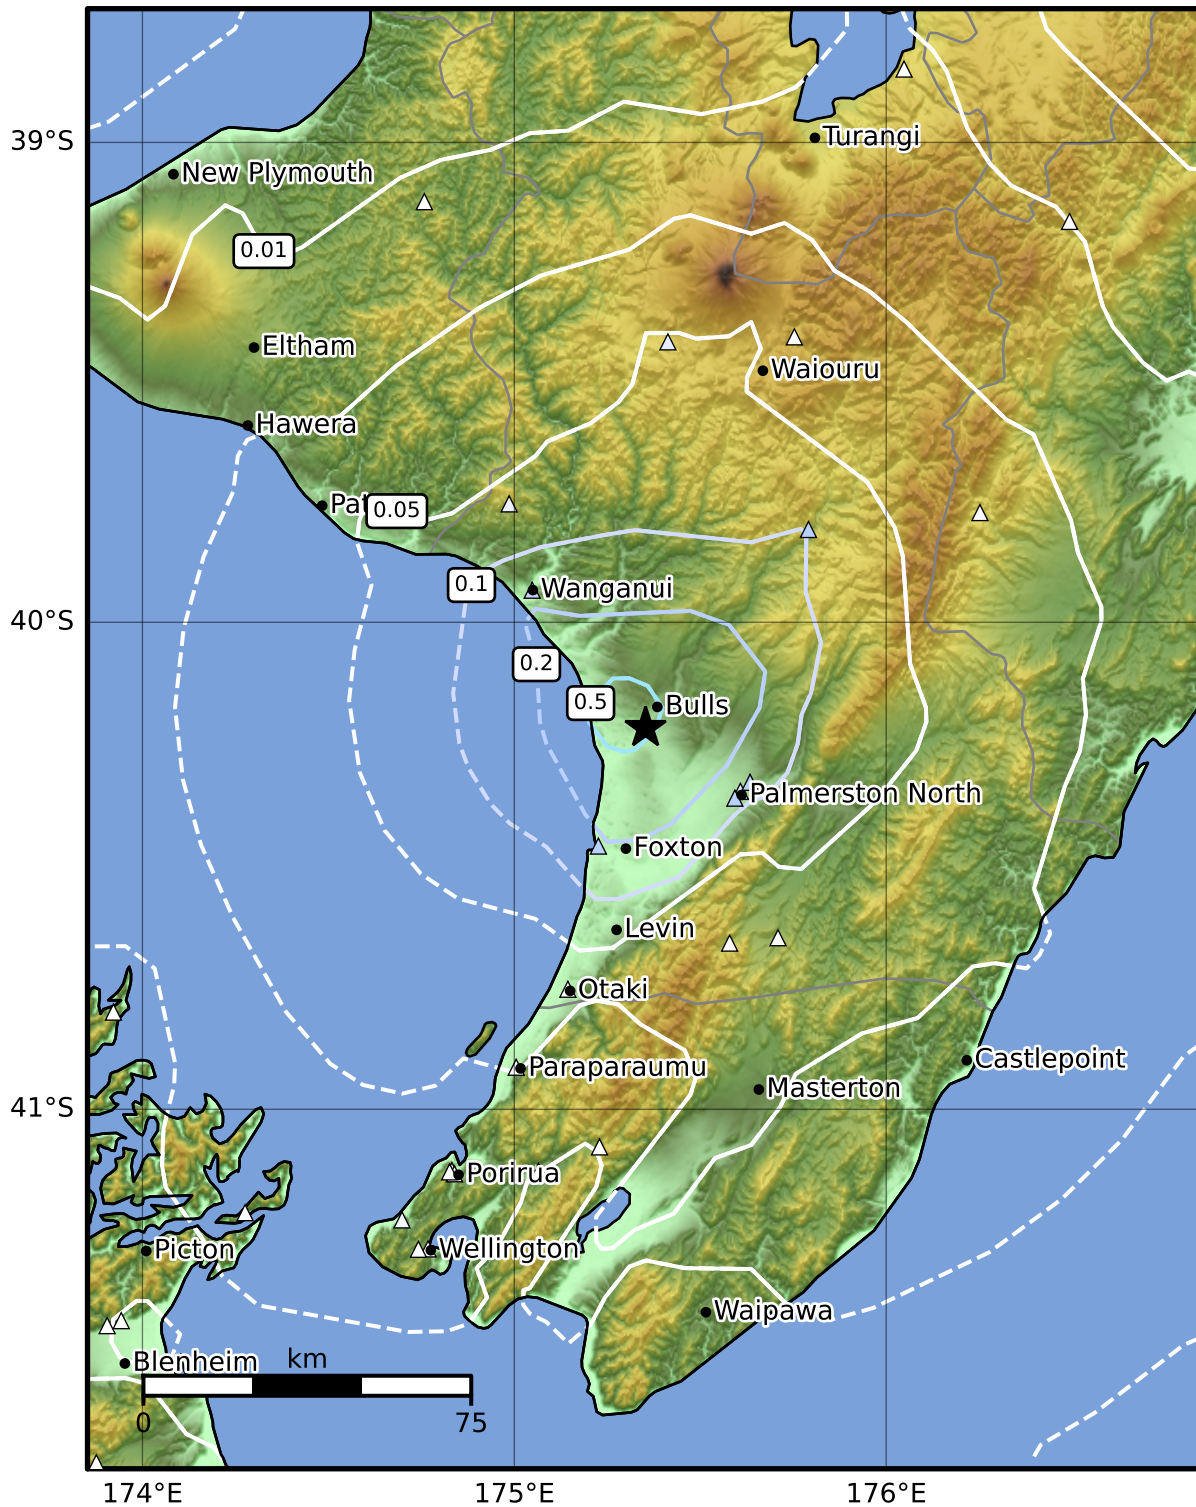 39°S
Turangi
New Plymouth
0.01
Eltham
Waiouru
Hawera
Pat
0.05
0.1
Wanganui
40°S
0.2
0.5
Bulls
Palmerston North
Foxton
Levin
Otaki
Castlepoint
Paraparaumu
Masterton
41°S
Porirua
Picton
Wellington
Waipawa
km
Blenheim
0
75
174°E
175°E
176°E